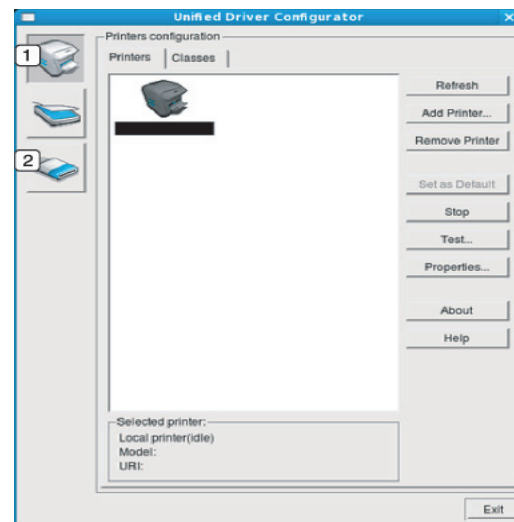 Unified Driver Configurator
Printers configuration
1
Printers Classes
Refresh
Add Printer...
Remove Printer
2
Set as Default
Stop
Test...
Properties...
About
Help
Selected printer:
Local printer(idle)
Model:
URI:
Exit